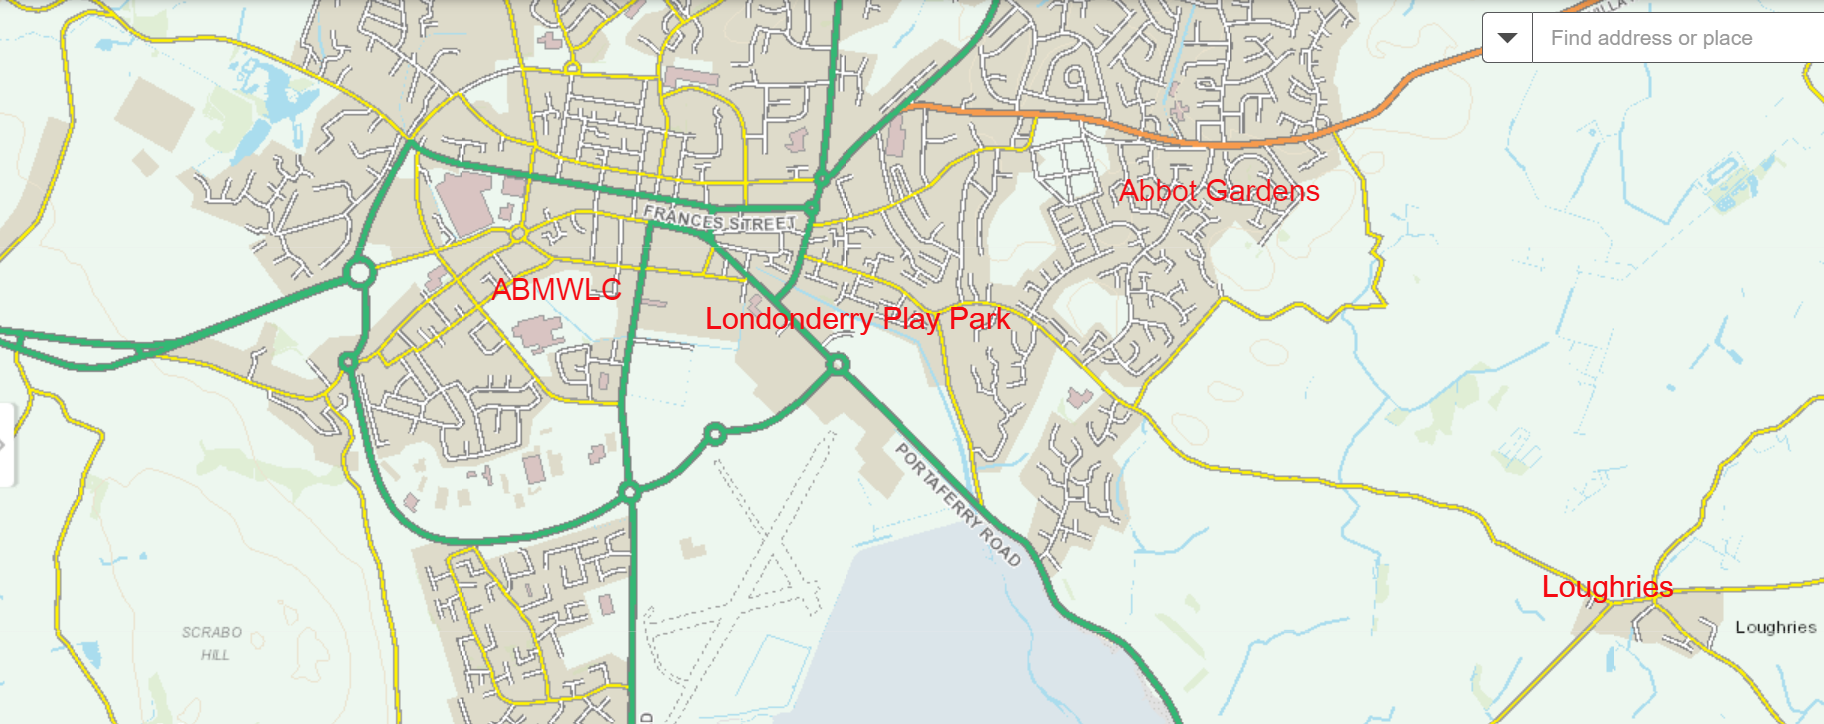 Find address or place
Abbot Gardens
FRANCES STREET
ABMWLC
Londonderry Play Park
PORTAFERRY ROAD
Loughries
Loughries
SCRABO
HILL